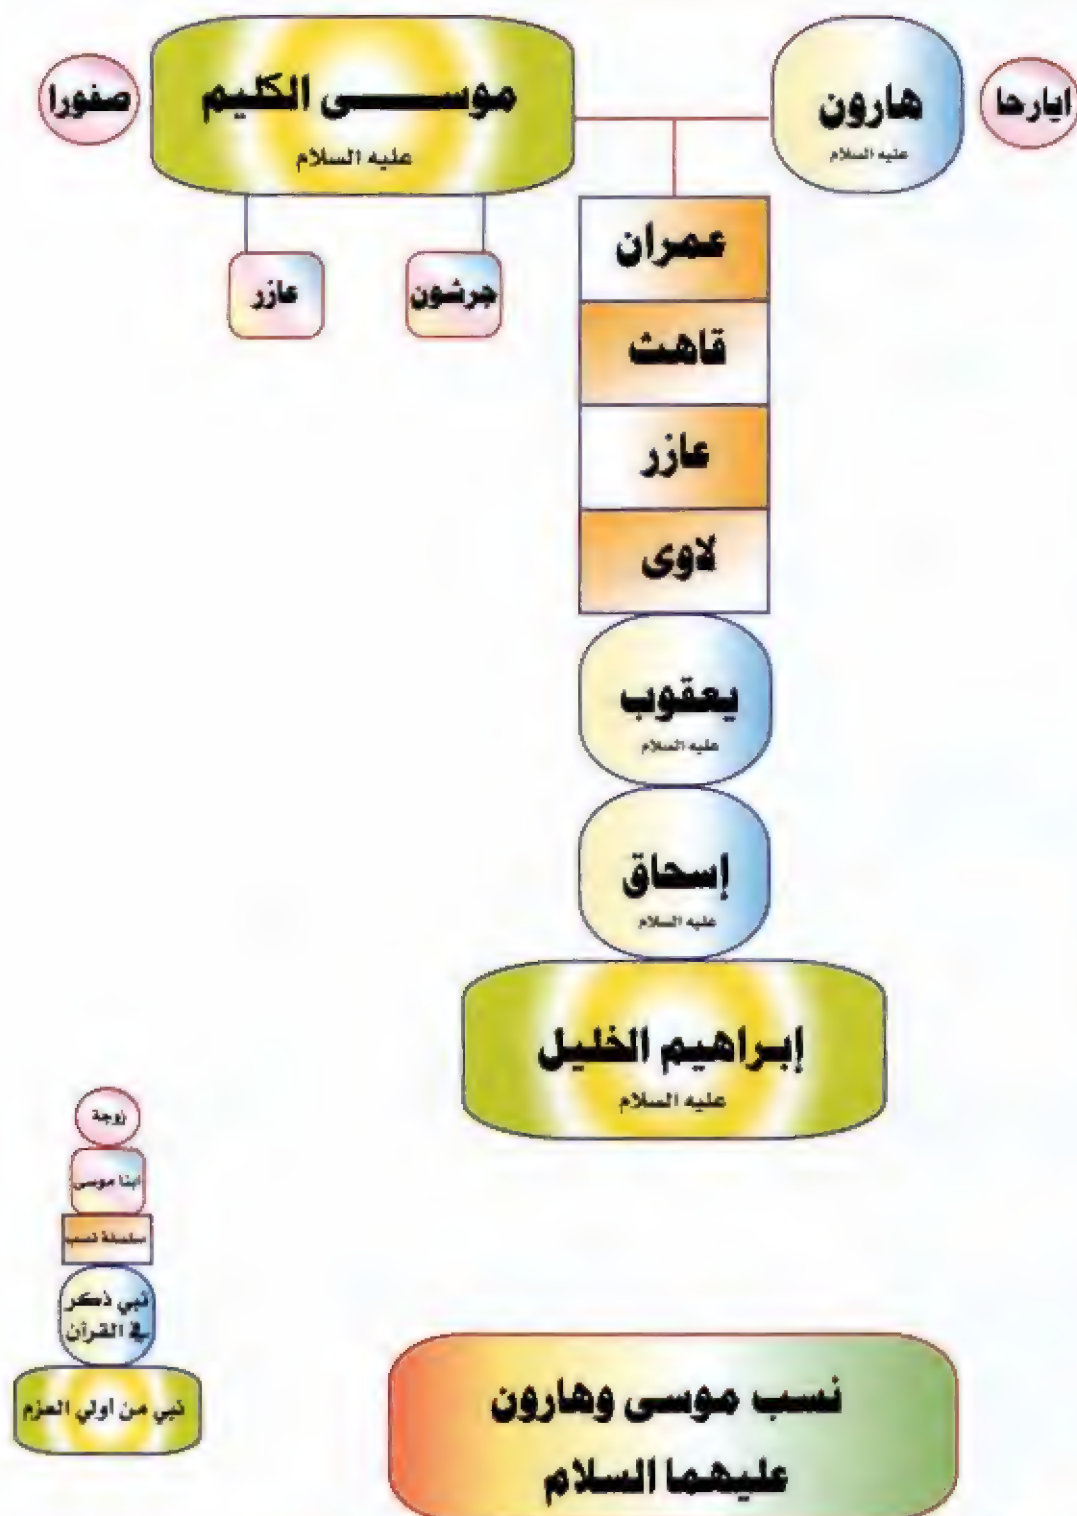 ايارحا
هارون
عليه السلام
موســـــى الكليم
عليه السلام
صفورا
جرشون
عازر
عمران
قاهث
عازر
لاوى
يعقوب
عليه السلام
إسحاق
عليه السلام
إبراهيم الخليل
عليه السلام
زوجة
ابنا موسى
سلسلة نسب
نبي ذكر
في القرآن
نبي من أولي العزم
نسب موسى وهارون
عليهما السلام